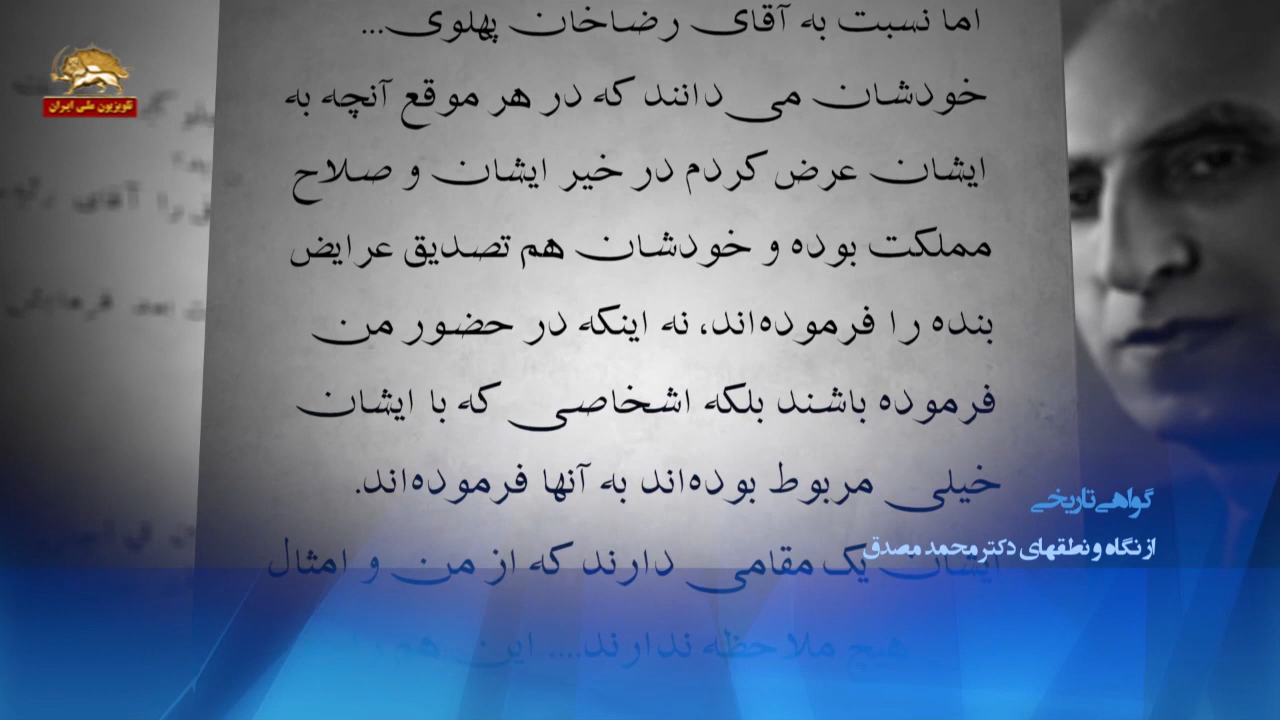 تلویزیون ملی ایران
اما نسبت به آقای رضاخان پهلوی...
خودشان می‌دانند که در هر موقع آنچه به
ایشان عرض کردم در خیر ایشان و صلاح
مملکت بوده و خودشان هم تصدیق عرایض
بنده را فرموده‌اند، نه اینکه در حضور من
فرموده باشند بلکه اشخاصی که با ایشان
خیلی مربوط بوده‌اند به آنها فرموده‌اند.
ایشان یک مقامی دارند که از من و امثال
هیچ ملاحظه ندارند.... این هم
گواهی تاریخی
از نگاه و نطقهای دکتر محمد مصدق